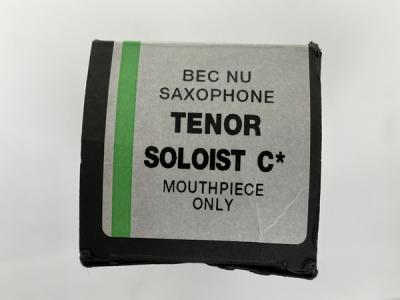 BEC NU
SAXOPHONE
TENOR
SOLOIST C*
MOUTHPIECE
ONLY